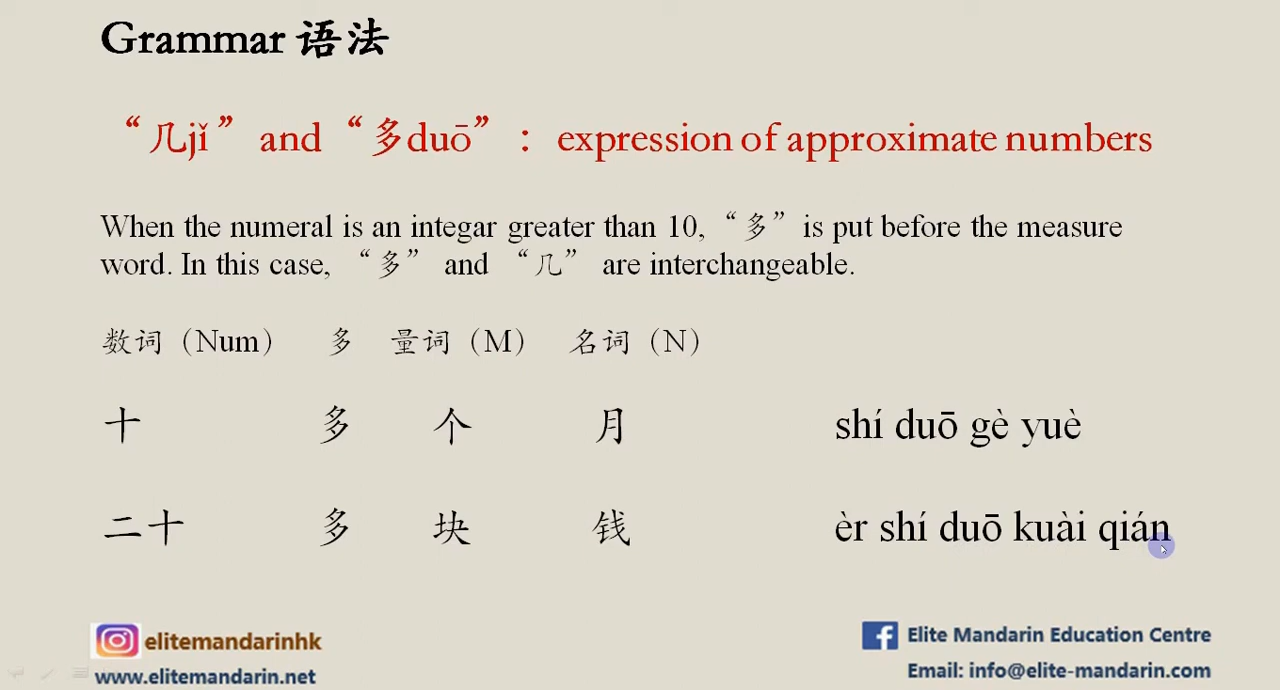 Grammar 语法
“几jǐ” and “多duō”： expression of approximate numbers
When the numeral is an integar greater than 10, “多” is put before the measure
word. In this case, “多” and “几” are interchangeable.
数词（Num） 多 量词（M） 名词（N）
十 多 个 月 shí duō gè yuè
二十 多 块 钱 èr shí duō kuài qián
elitemandarinhk
www.elitemandarin.net
Elite Mandarin Education Centre
Email: info@elite-mandarin.com